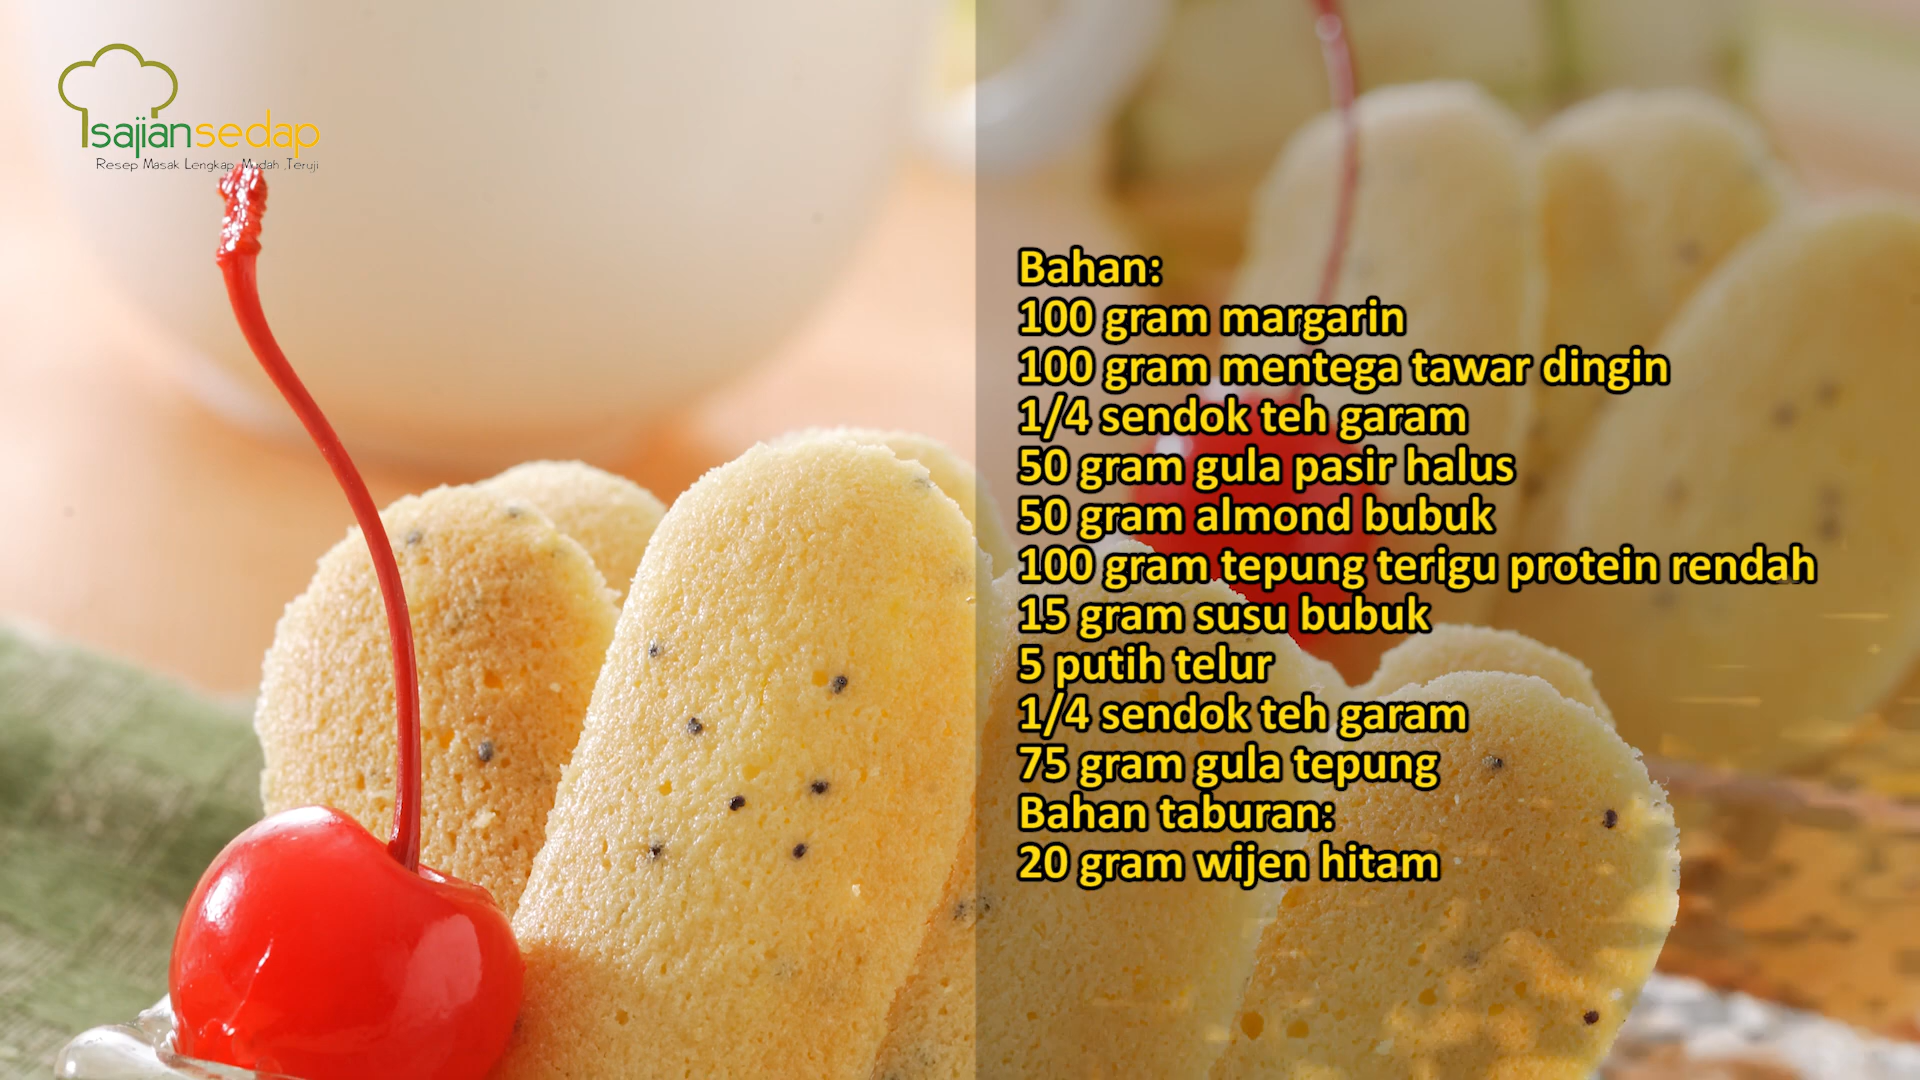 sajiansedap
Resep Masak Lengkap, Mudah ,Teruji
Bahan:
100 gram margarin
100 gram mentega tawar dingin
1/4 sendok teh garam
50 gram gula pasir halus
50 gram almond bubuk
100 gram tepung terigu protein rendah
15 gram susu bubuk
5 putih telur
1/4 sendok teh garam
75 gram gula tepung
Bahan taburan:
20 gram wijen hitam